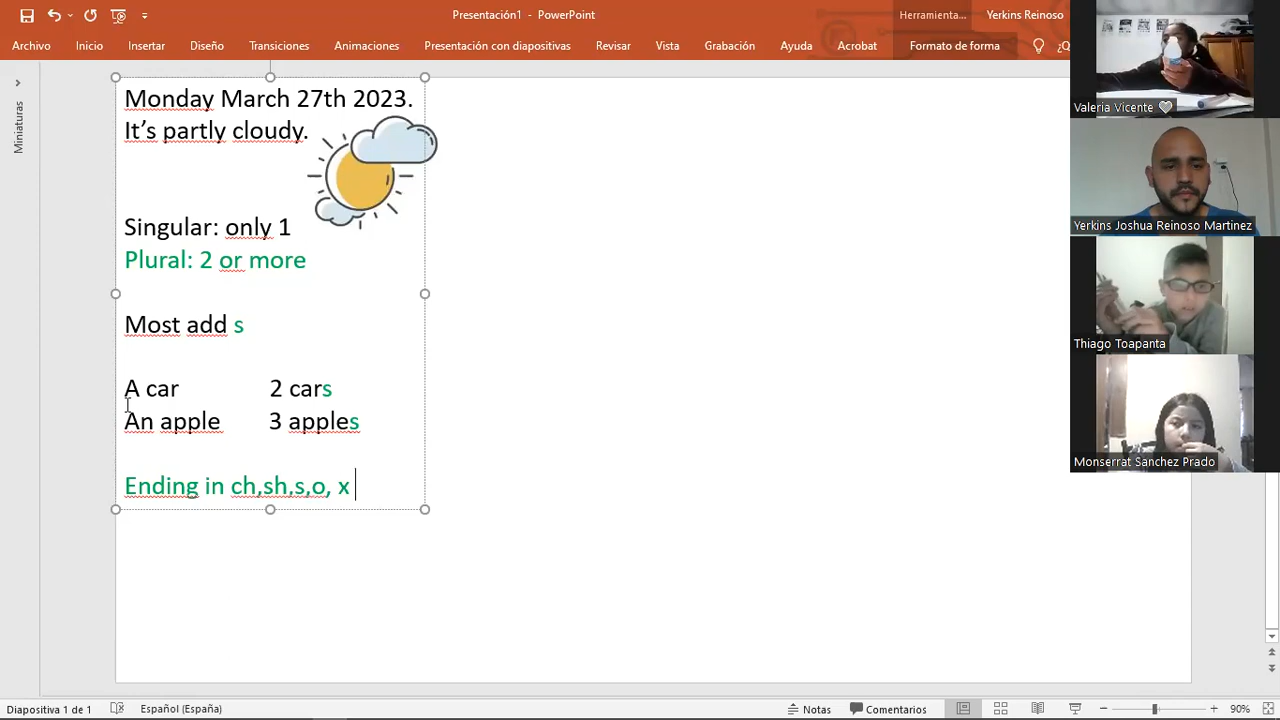 Presentación1 - PowerPoint
Herramienta...
Yerkins Reinoso
Archivo Inicio Insertar Diseño Transiciones Animaciones Presentación con diapositivas Revisar Vista Grabación Ayuda Acrobat Formato de forma ¿Q
Miniaturas
Monday March 27th 2023.
It's partly cloudy.
Singular: only 1
Plural: 2 or more
Most add s
A car 2 cars
An apple 3 apples
Ending in ch,sh,s,o, x
Valeria Vicente
Yerkins Joshua Reinoso Martinez
Thiago Toapanta
Monserrat Sanchez Prado
Diapositiva 1 de 1 Español (España) Notas Comentarios 90%